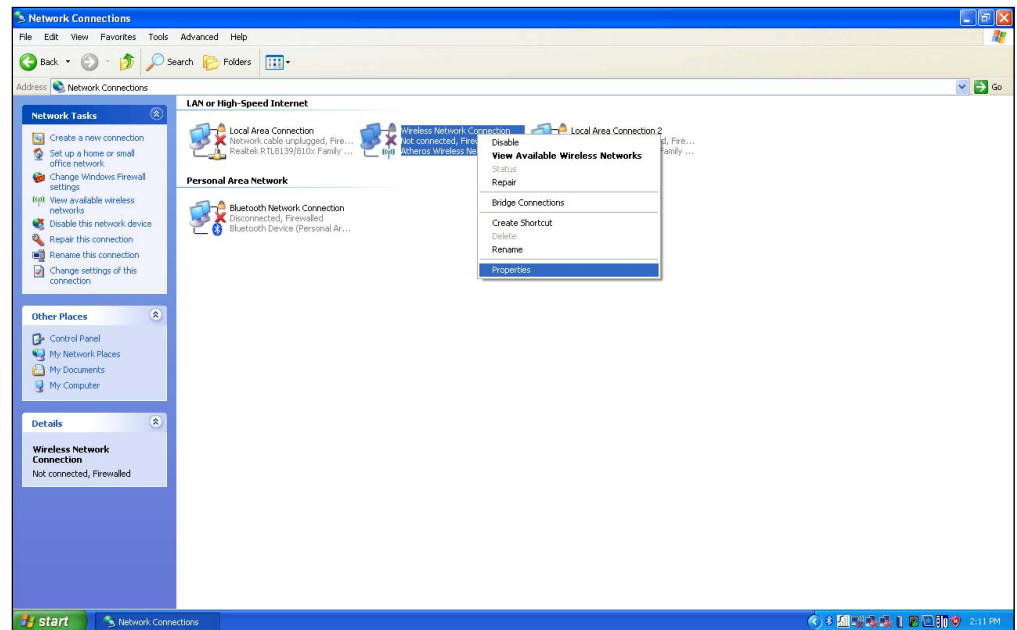 Network Connections
File Edit View Favorites Tools Advanced Help
Back Search Folders
Address Network Connections Go
Network Tasks
Create a new connection
Set up a home or small
office network
Change Windows Firewall
settings
View available wireless
networks
Disable this network device
Repair this connection
Rename this connection
Change settings of this
connection
Other Places
Control Panel
My Network Places
My Documents
My Computer
Details
Wireless Network
Connection
Not connected, Firewalled
LAN or High-Speed Internet
Local Area Connection
Network cable unplugged, Fire...
Realtek RTL8139/810x Family ...
Wireless Network Connection
Not connected,
Atheros Wireless
Local Area Connection 2
Fire...
Family ...
Personal Area Network
Bluetooth Network Connection
Disconnected, Firewalled
Bluetooth Device (Personal Ar...
Disable
View Available Wireless Networks
Status
Repair
Bridge Connections
Create Shortcut
Delete
Rename
Properties
start Network Connections 2:11 PM